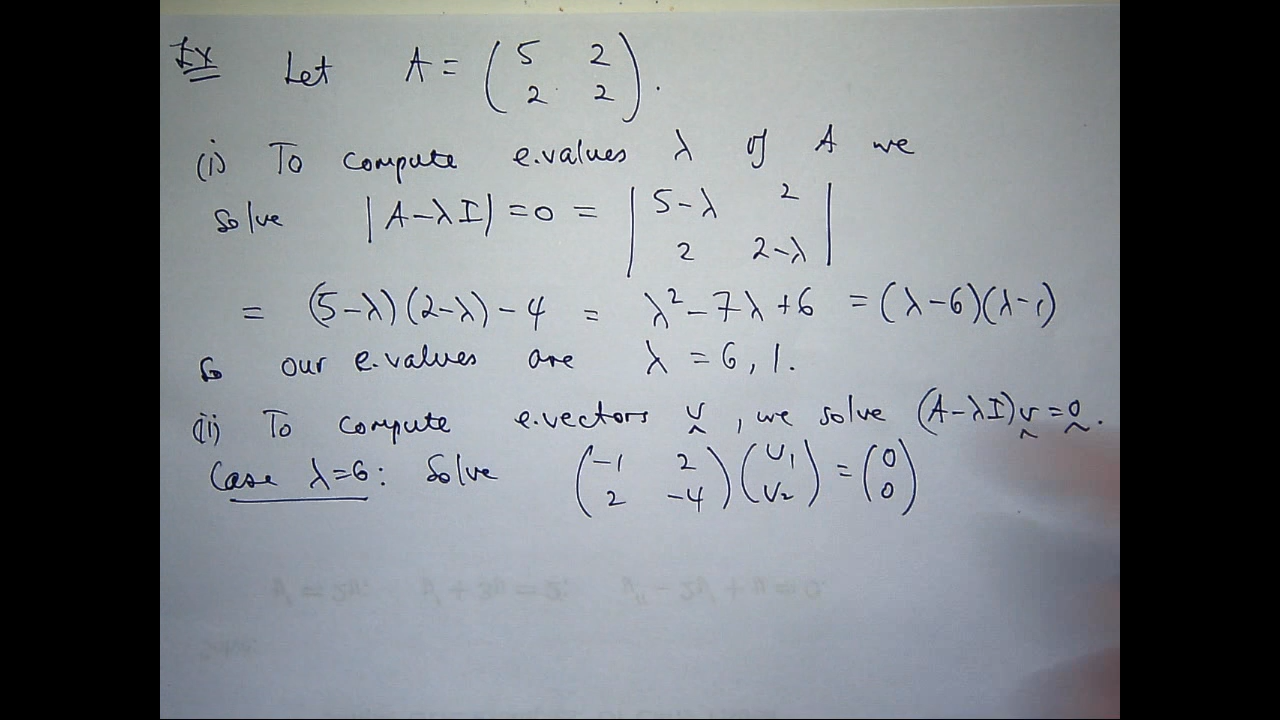 Ex Let A = (5 2
2 2).
(i) To compute e.values λ of A we
solve |A-λI| = 0 = |5-λ 2
2 2-λ|
= (5-λ)(2-λ) - 4 = λ² - 7λ + 6 = (λ-6)(λ-1)
So our e.values are λ = 6, 1.
(ii) To compute e.vectors v, we solve (A-λI)v = 0.
Case λ=6: Solve (-1 2
2 -4)(v₁
v₂) = (0
0)